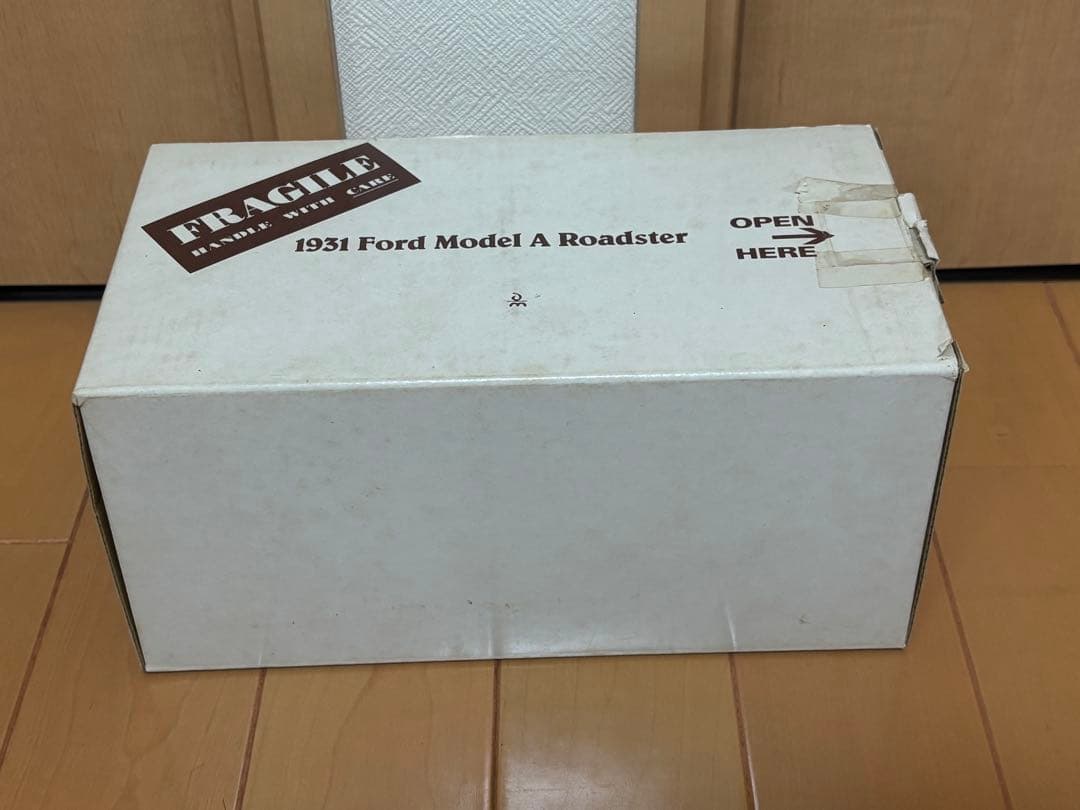 FRAGILE
HANDLE WITH CARE
1931 Ford Model A Roadster
OPEN
HERE